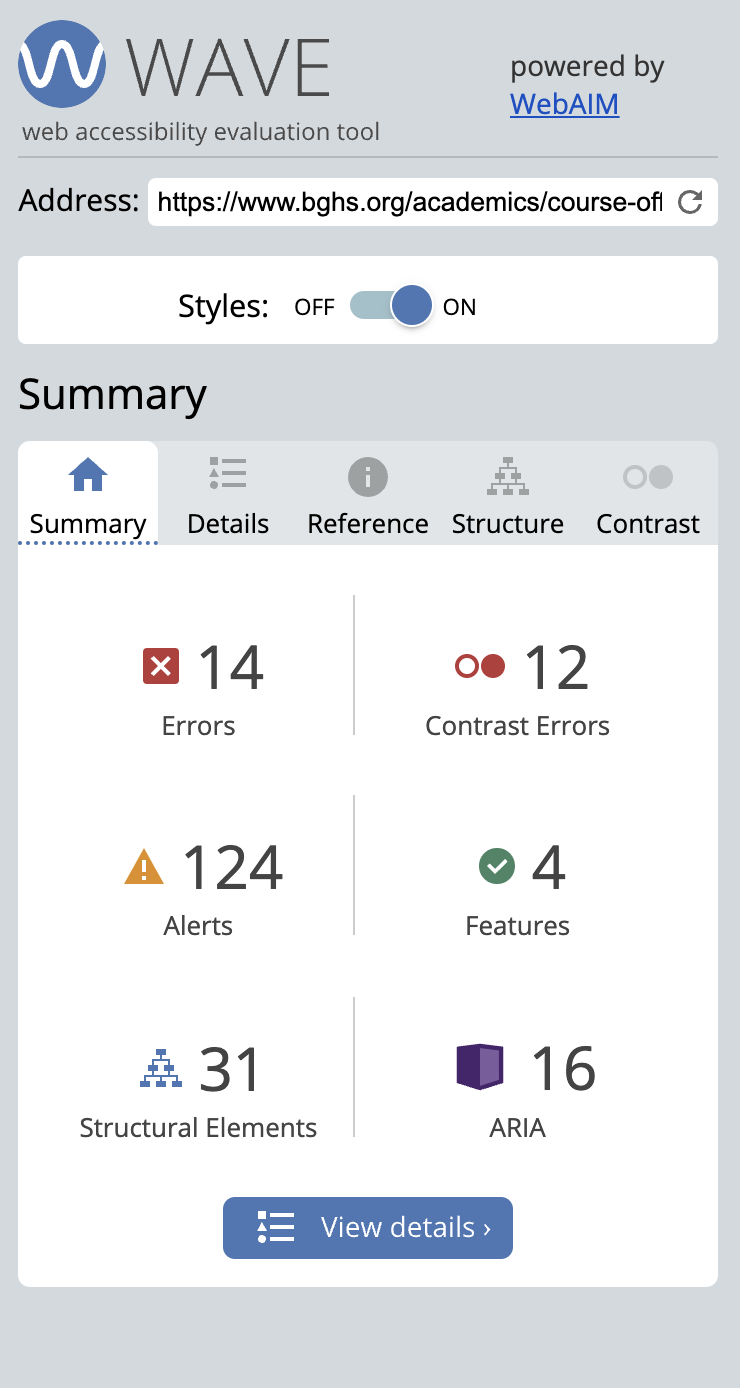 WAVE
powered by
WebAIM
web accessibility evaluation tool
Address: https://www.bghs.org/academics/course-off
Styles: OFF ON
Summary
Summary Details Reference Structure Contrast
14 12
Errors Contrast Errors
124 4
Alerts Features
31 16
Structural Elements ARIA
View details ›